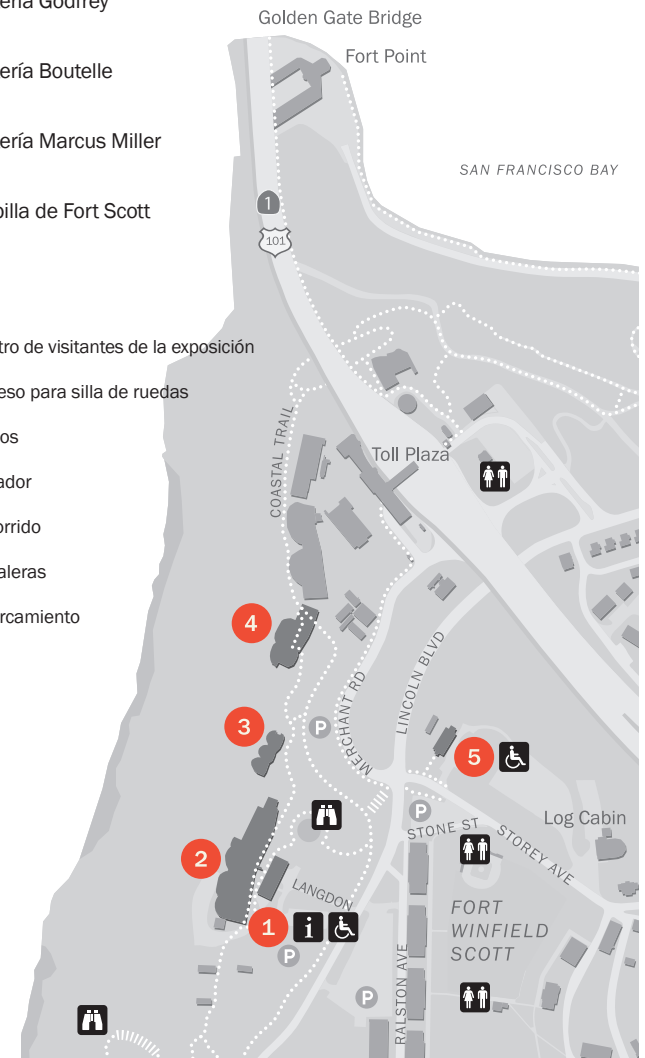 ería Godfrey
ería Boutelle
ería Marcus Miller
pilla de Fort Scott
tro de visitantes de la exposición
eso para silla de ruedas
os
ador
orrido
aleras
rcamiento
Golden Gate Bridge
Fort Point
SAN FRANCISCO BAY
1
101
COASTAL TRAIL
Toll Plaza
4
MERCHANT RD
LINCOLN BLVD
3
P
5
P
STONE ST
STOREY AVE
Log Cabin
2
LANGDON
1
i
P
FORT
WINFIELD
SCOTT
P
RALSTON AVE